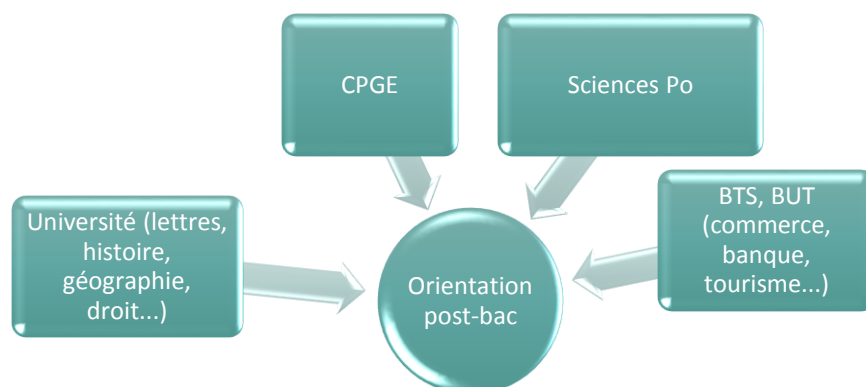 CPGE
Sciences Po
Université (lettres,
histoire,
géographie,
droit...)
BTS, BUT
(commerce,
banque,
tourisme...)
Orientation
post-bac